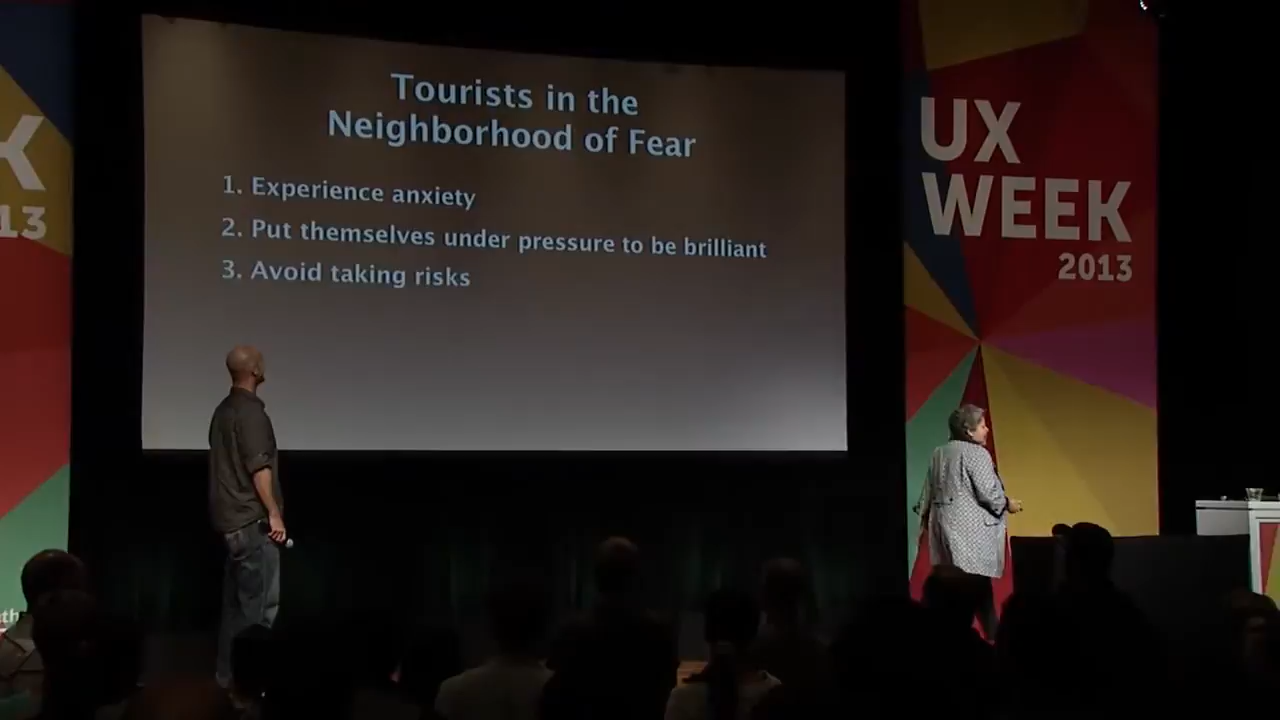 Tourists in the
Neighborhood of Fear
1. Experience anxiety
2. Put themselves under pressure to be brilliant
3. Avoid taking risks
K
13
UX
WEEK
2013